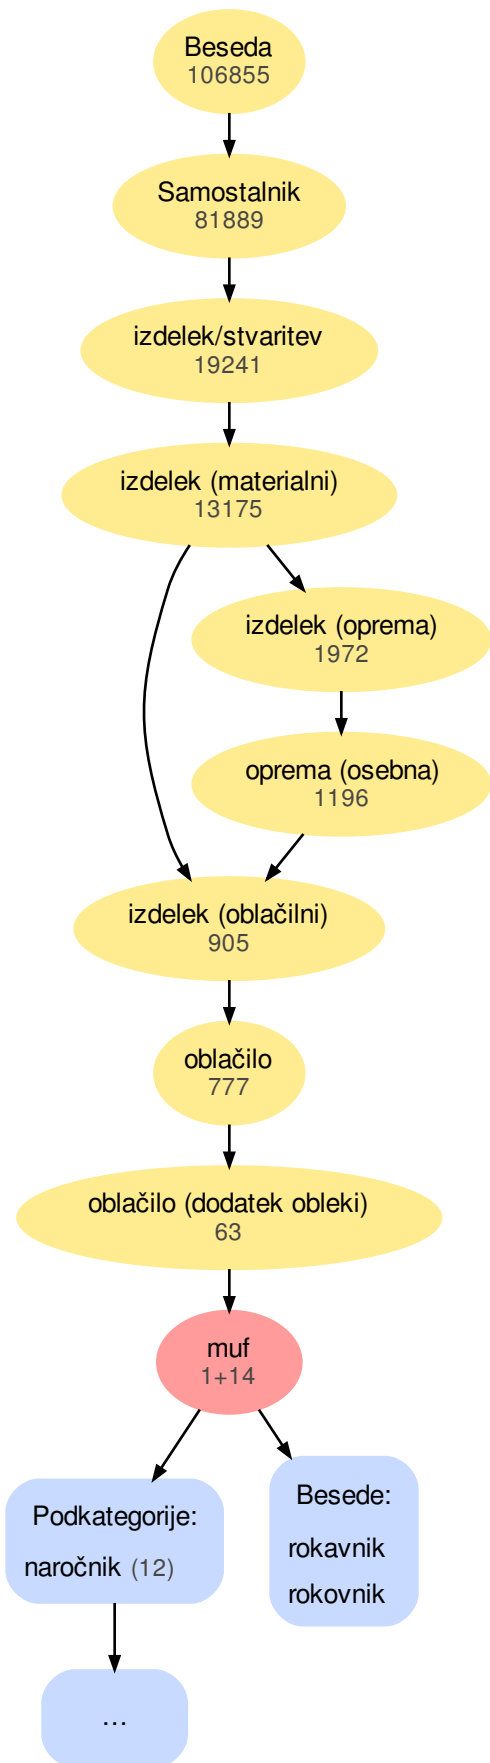 Beseda
106855
Samostalnik
81889
izdelek/stvaritev
19241
izdelek (materialni)
13175
izdelek (oprema)
1972
oprema (osebna)
1196
izdelek (oblačilni)
905
oblačilo
777
oblačilo (dodatek obleki)
63
muf
1+14
Podkategorije:
naročnik (12)
Besede:
rokavnik
rokovnik
...